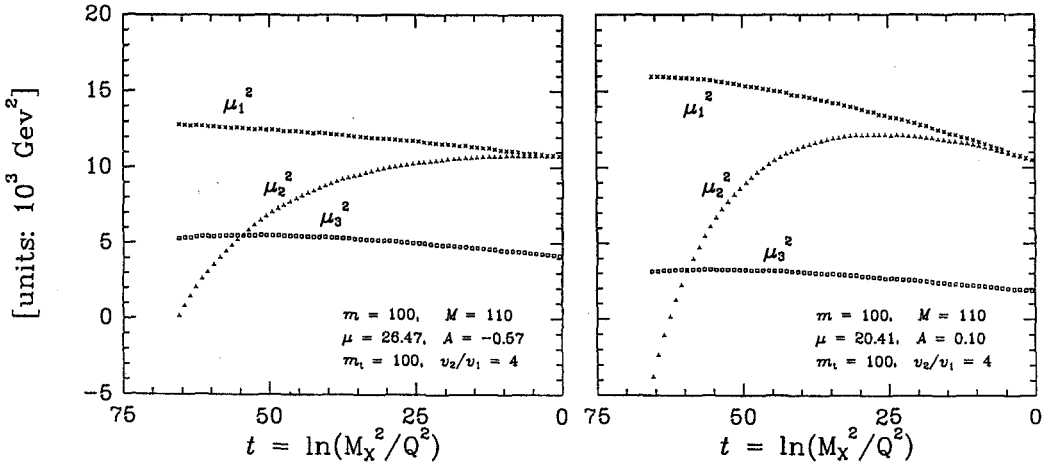 [units: 10³ Gev²]
20
15
10
5
0
−5
μ₁²
μ₂²
μ₃²
m = 100, M = 110
μ = 26.47, A = −0.57
mₜ = 100, v₂/v₁ = 4
75 50 25 0
t = ln(M_X²/Q²)
μ₁²
μ₂²
μ₃²
m = 100, M = 110
μ = 20.41, A = 0.10
mₜ = 100, v₂/v₁ = 4
75 50 25 0
t = ln(M_X²/Q²)